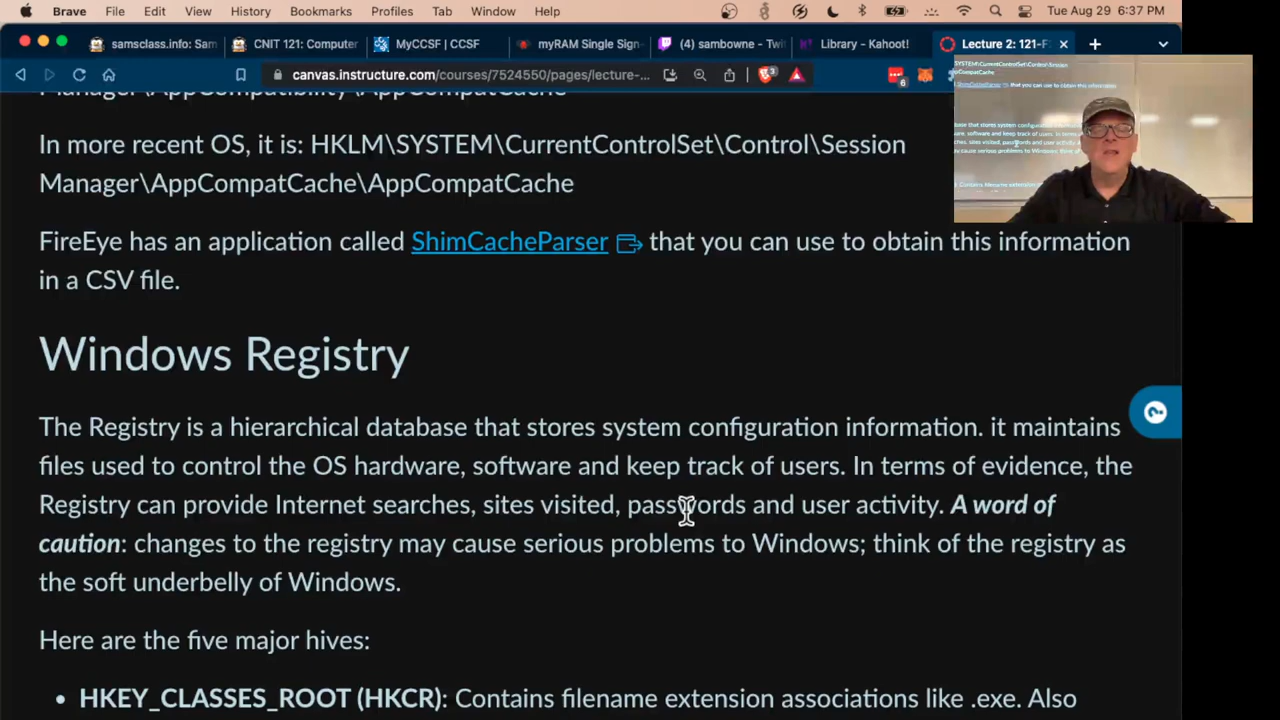 Brave File Edit View History Bookmarks Profiles Tab Window Help Tue Aug 29 6:37 PM
samsclass.info: Sam CNIT 121: Computer MyCCSF | CCSF myRAM Single Sign- (4) sambowne - Twi Library - Kahoot! Lecture 2: 121-F
canvas.instructure.com/courses/7524550/pages/lecture-... 3 6
Manager\AppCompatibility\AppCompatCache
In more recent OS, it is: HKLM\SYSTEM\CurrentControlSet\Control\Session
Manager\AppCompatCache\AppCompatCache
FireEye has an application called ShimCacheParser that you can use to obtain this information
in a CSV file.
Windows Registry
The Registry is a hierarchical database that stores system configuration information. it maintains
files used to control the OS hardware, software and keep track of users. In terms of evidence, the
Registry can provide Internet searches, sites visited, passwords and user activity. A word of
caution: changes to the registry may cause serious problems to Windows; think of the registry as
the soft underbelly of Windows.
Here are the five major hives:
• HKEY_CLASSES_ROOT (HKCR): Contains filename extension associations like .exe. Also